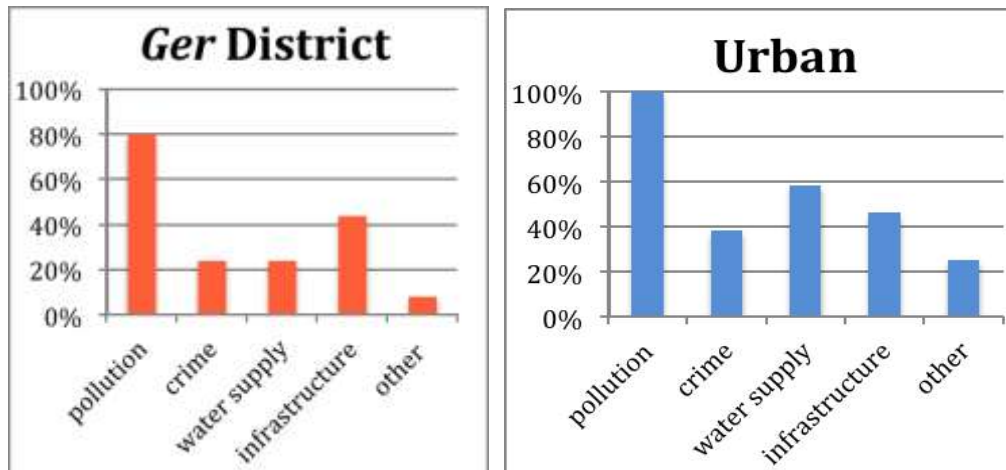 Ger District
100%
80%
60%
40%
20%
0%
pollution
crime
water supply
infrastructure
other
Urban
100%
80%
60%
40%
20%
0%
pollution
crime
water supply
infrastructure
other